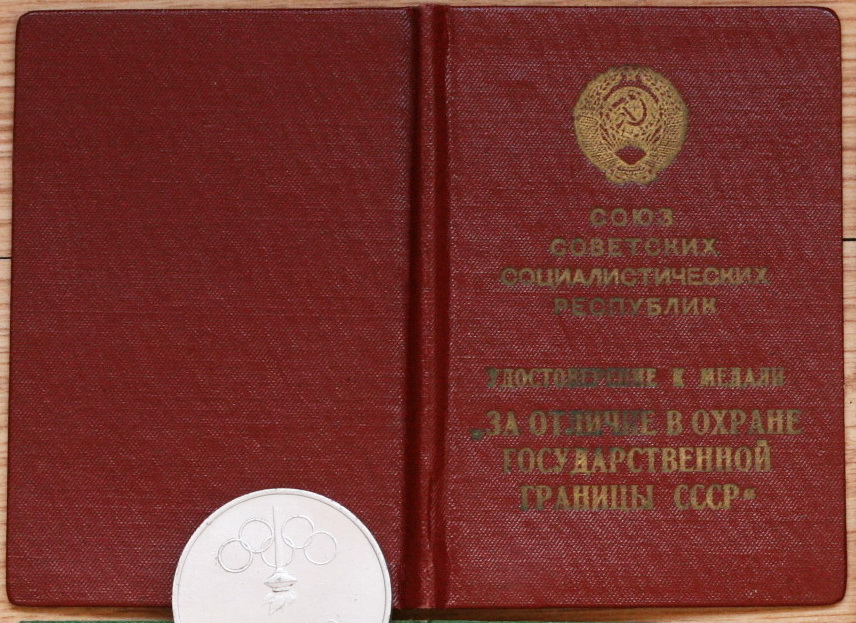 СОЮЗ
СОВЕТСКИХ
СОЦИАЛИСТИЧЕСКИХ
РЕСПУБЛИК
УДОСТОВЕРЕНИЕ К МЕДАЛИ
„ЗА ОТЛИЧИЕ В ОХРАНЕ
ГОСУДАРСТВЕННОЙ
ГРАНИЦЫ СССР“